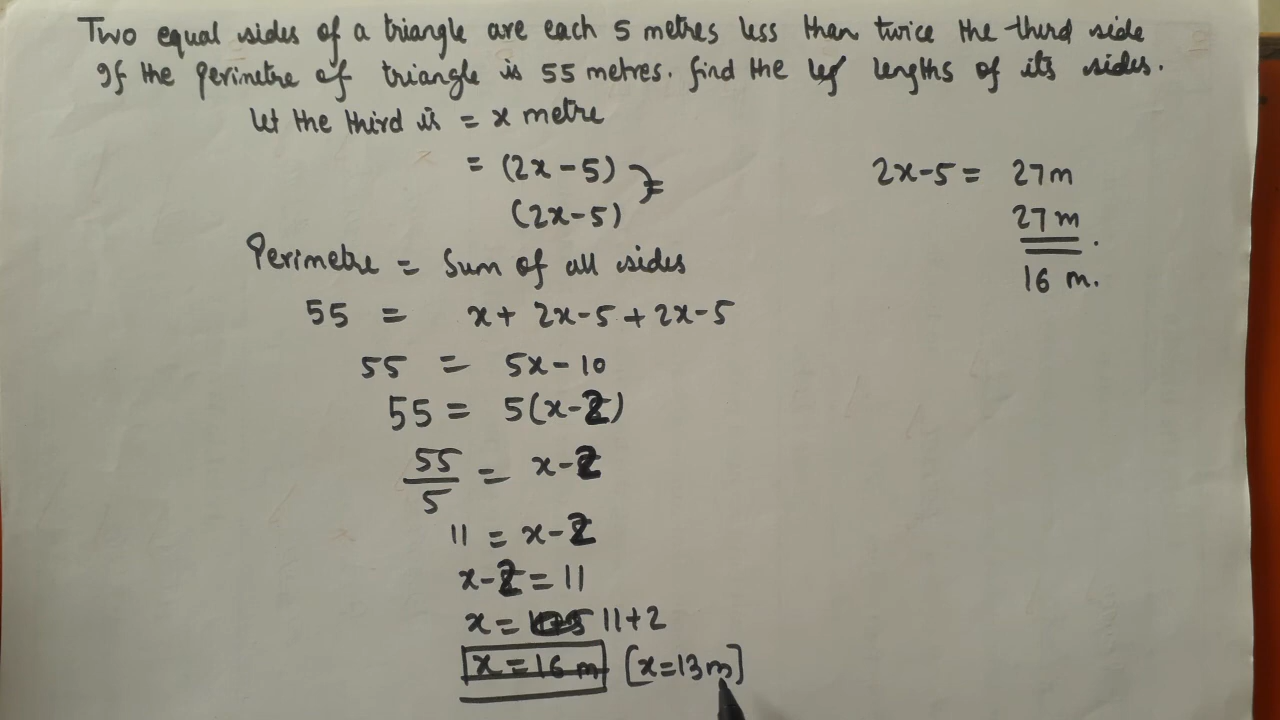 Two equal sides of a triangle are each 5 metres less than twice the third side
If the perimetre of triangle is 55 metres. find the lengths of its sides.
let the third is = x metre
= (2x-5)
(2x-5)
=
Perimetre = Sum of all sides
55 = x+ 2x-5+2x-5
55 = 5x-10
55 = 5(x-2)
55/5 = x-2
11 = x-2
x-2 = 11
x = 11+2
x=16 m [x=13m]
2x-5 = 27m
27 m
16 m.